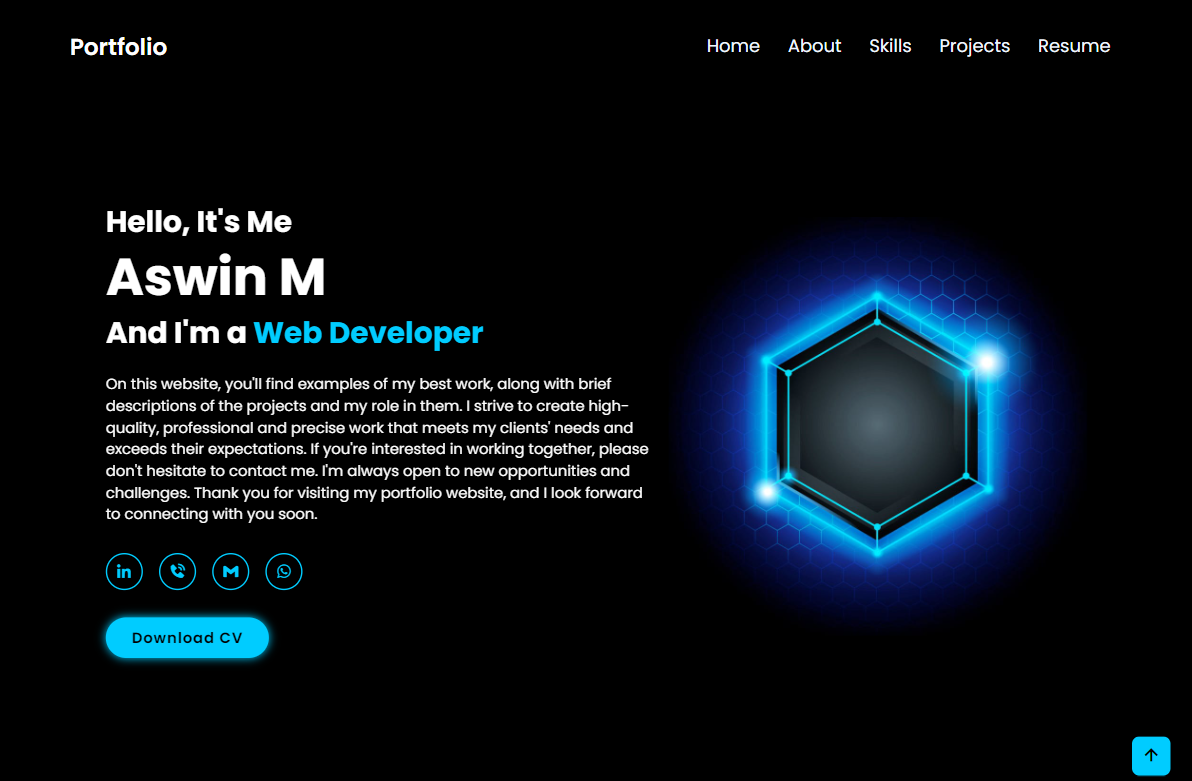 Portfolio
Home About Skills Projects Resume
Hello, It's Me
Aswin M
And I'm a Web Developer
On this website, you'll find examples of my best work, along with brief
descriptions of the projects and my role in them. I strive to create high-
quality, professional and precise work that meets my clients' needs and
exceeds their expectations. If you're interested in working together, please
don't hesitate to contact me. I'm always open to new opportunities and
challenges. Thank you for visiting my portfolio website, and I look forward
to connecting with you soon.
in
Download CV